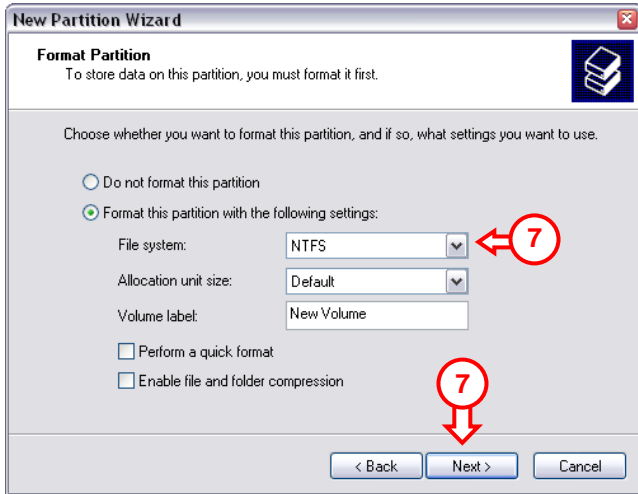 New Partition Wizard
Format Partition
To store data on this partition, you must format it first.
Choose whether you want to format this partition, and if so, what settings you want to use.
Do not format this partition
Format this partition with the following settings:
File system: NTFS 7
Allocation unit size: Default
Volume label: New Volume
Perform a quick format
Enable file and folder compression
7
< Back Next > Cancel